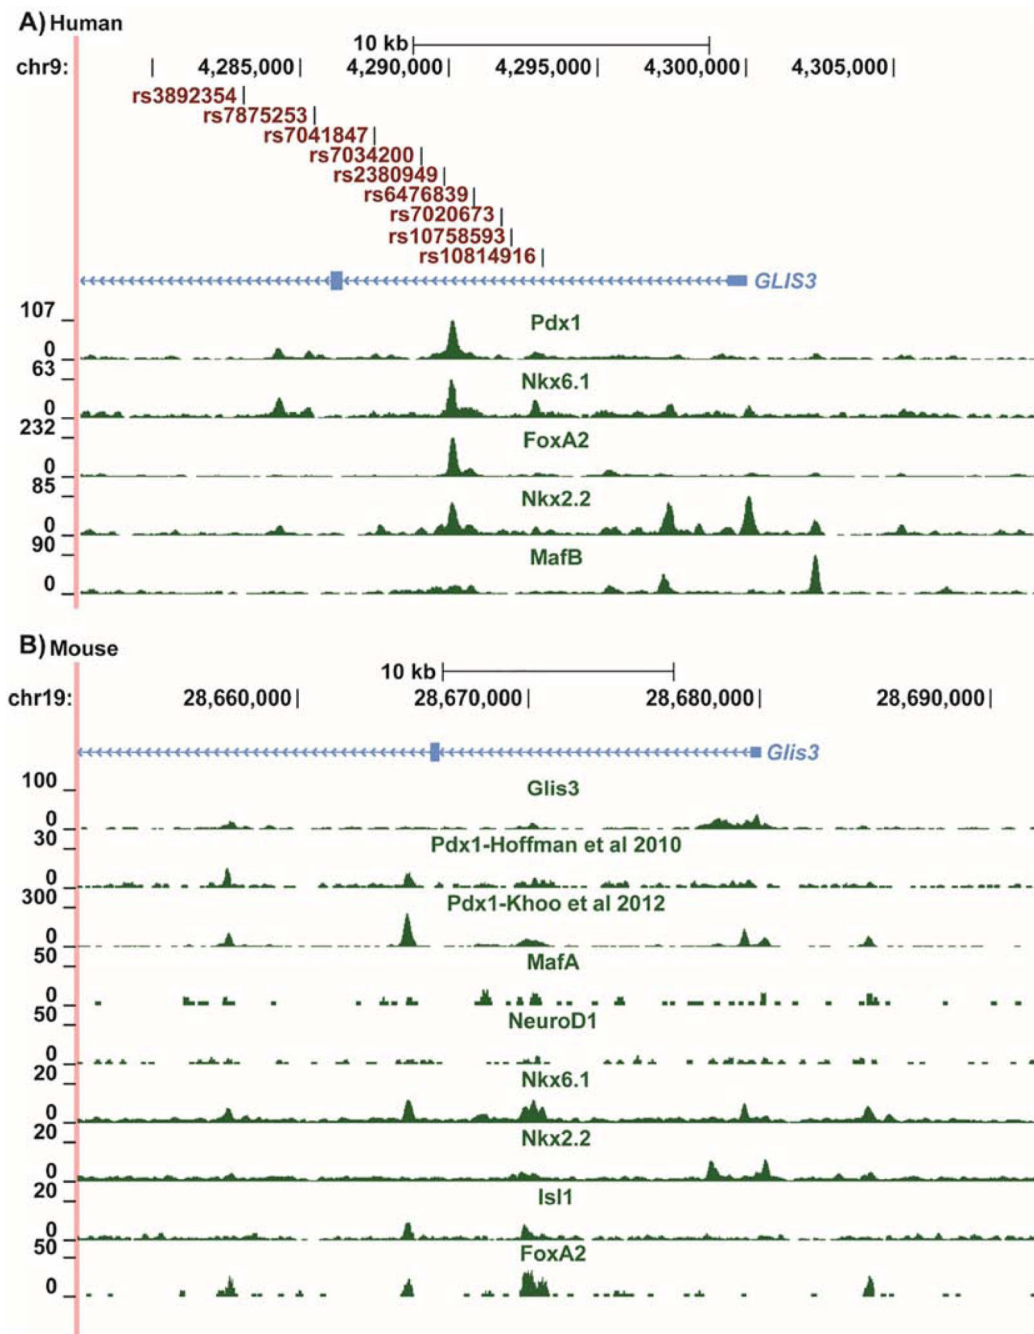 A) Human
10 kb
chr9: 4,285,000 4,290,000 4,295,000 4,300,000 4,305,000
rs3892354
rs7875253
rs7041847
rs7034200
rs2380949
rs6476839
rs7020673
rs10758593
rs10814916
GLIS3
107
Pdx1
0
63
Nkx6.1
0
232
FoxA2
0
85
Nkx2.2
0
90
MafB
0
B) Mouse
10 kb
chr19: 28,660,000 28,670,000 28,680,000 28,690,000
Glis3
100
Glis3
0
30
Pdx1-Hoffman et al 2010
0
300
Pdx1-Khoo et al 2012
0
50
MafA
0
50
NeuroD1
0
20
Nkx6.1
0
20
Nkx2.2
0
20
Isl1
0
50
FoxA2
0